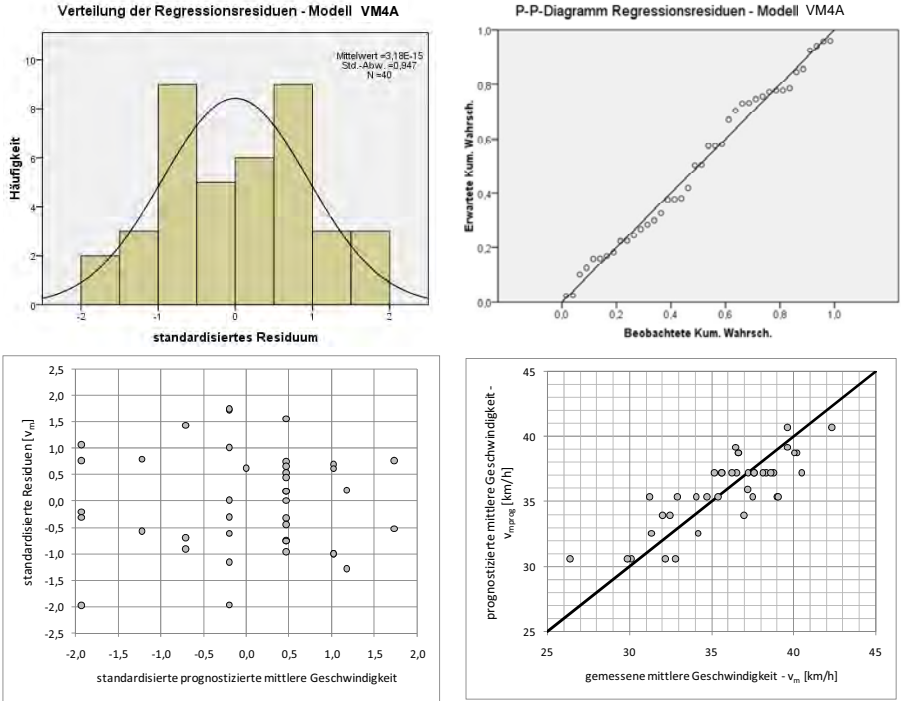 Verteilung der Regressionsresiduen - Modell VM4A
Mittelwert =3,18E-15
Std.-Abw. =0,947
N =40
Häufigkeit
10
8
6
4
2
0
-2 -1 0 1 2
standardisiertes Residuum
P-P-Diagramm Regressionsresiduen - Modell VM4A
Erwartete Kum. Wahrsch.
1,0
0,8
0,6
0,4
0,2
0,0
0,0 0,2 0,4 0,6 0,8 1,0
Beobachtete Kum. Wahrsch.
standardisierte Residuen [vm]
2,5
2,0
1,5
1,0
0,5
0,0
-0,5
-1,0
-1,5
-2,0
-2,5
-2,0 -1,5 -1,0 -0,5 0,0 0,5 1,0 1,5 2,0
standardisierte prognostizierte mittlere Geschwindigkeit
prognostizierte mittlere Geschwindigkeit -
vmprog [km/h]
45
40
35
30
25
25 30 35 40 45
gemessene mittlere Geschwindigkeit - vm [km/h]